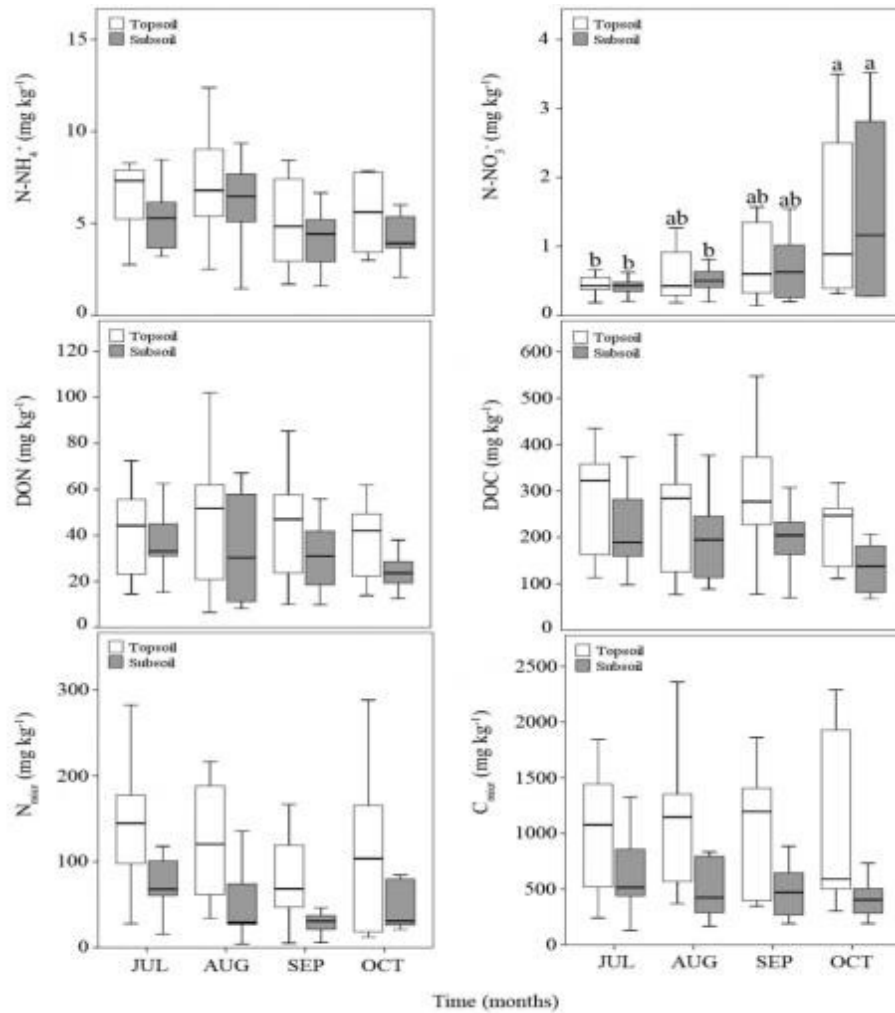 Topsoil
Subsoil
15
10
5
0
N-NH₄⁺ (mg kg⁻¹)
Topsoil
Subsoil
4
3
2
1
0
N-NO₃⁻ (mg kg⁻¹)
b b ab b ab ab a a
Topsoil
Subsoil
120
100
80
60
40
20
0
DON (mg kg⁻¹)
Topsoil
Subsoil
600
500
400
300
200
100
0
DOC (mg kg⁻¹)
Topsoil
Subsoil
300
200
100
0
N (mg kg⁻¹)
JUL AUG SEP OCT
Topsoil
Subsoil
2500
2000
1500
1000
500
0
C (mg kg⁻¹)
JUL AUG SEP OCT
Time (months)